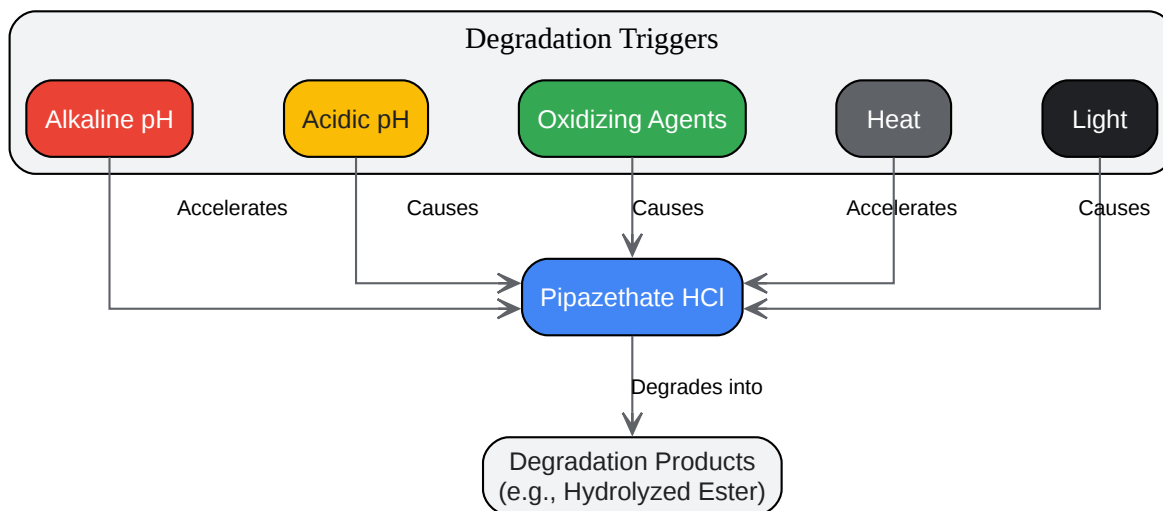 Degradation Triggers
Alkaline pH
Acidic pH
Oxidizing Agents
Heat
Light
Accelerates
Causes
Causes
Accelerates
Causes
Pipazethate HCl
Degrades into
Degradation Products
(e.g., Hydrolyzed Ester)